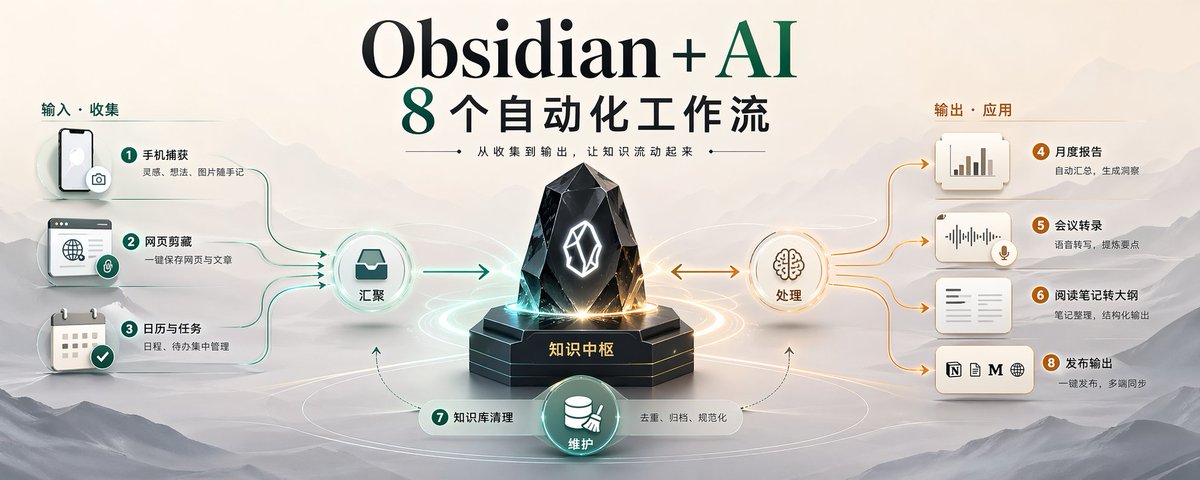 Obsidian + AI
8 个自动化工作流
从收集到输出，让知识流动起来
输入 · 收集
1 手机捕获
灵感、想法、图片随手记
2 网页剪藏
一键保存网页与文章
3 日历与任务
日程、待办集中管理
汇聚
知识中枢
处理
输出 · 应用
4 月度报告
自动汇总，生成洞察
5 会议转录
语音转写，提炼要点
6 阅读笔记转大纲
笔记整理，结构化输出
N M
8 发布输出
一键发布，多端同步
7 知识库清理
维护
去重、归档、规范化